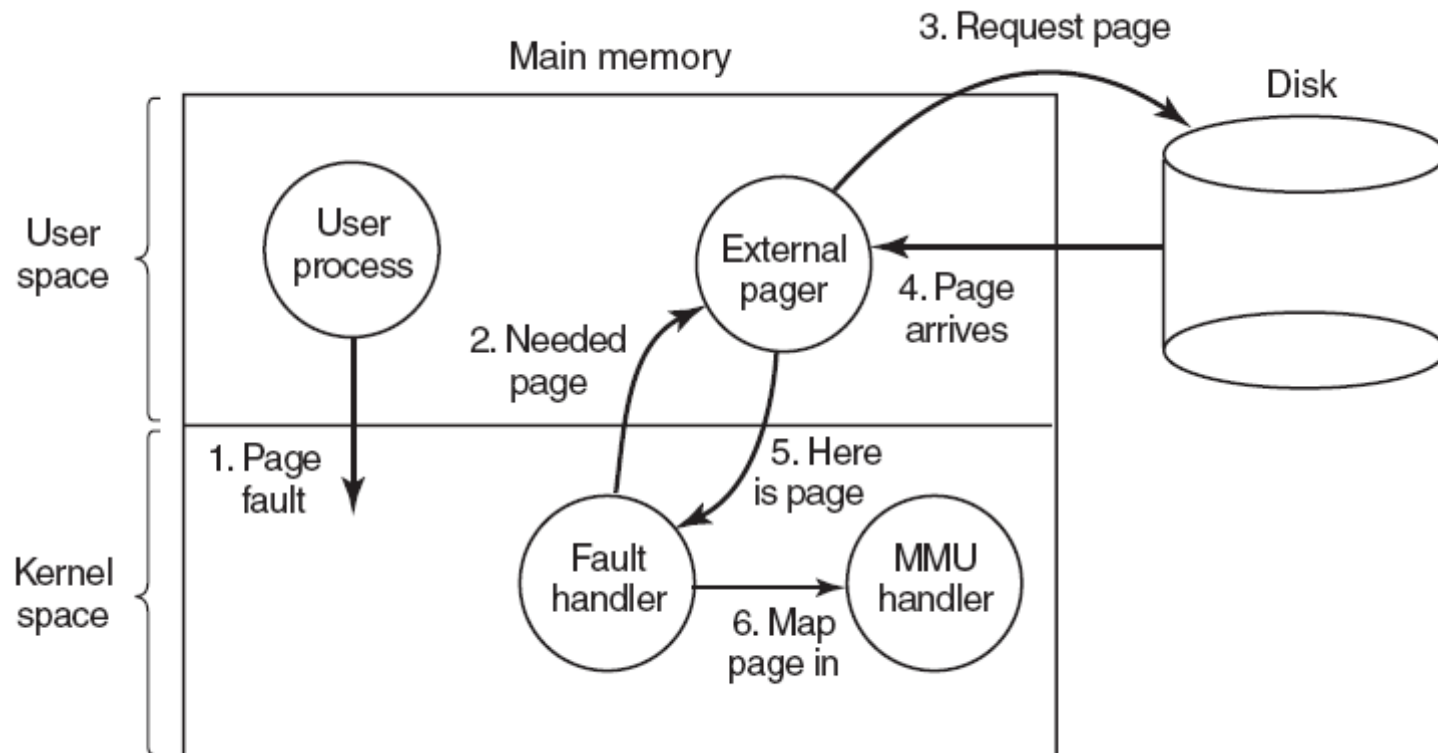 3. Request page
Main memory
Disk
User
space
User
process
External
pager
4. Page
arrives
2. Needed
page
1. Page
fault
5. Here
is page
Kernel
space
Fault
handler
MMU
handler
6. Map
page in